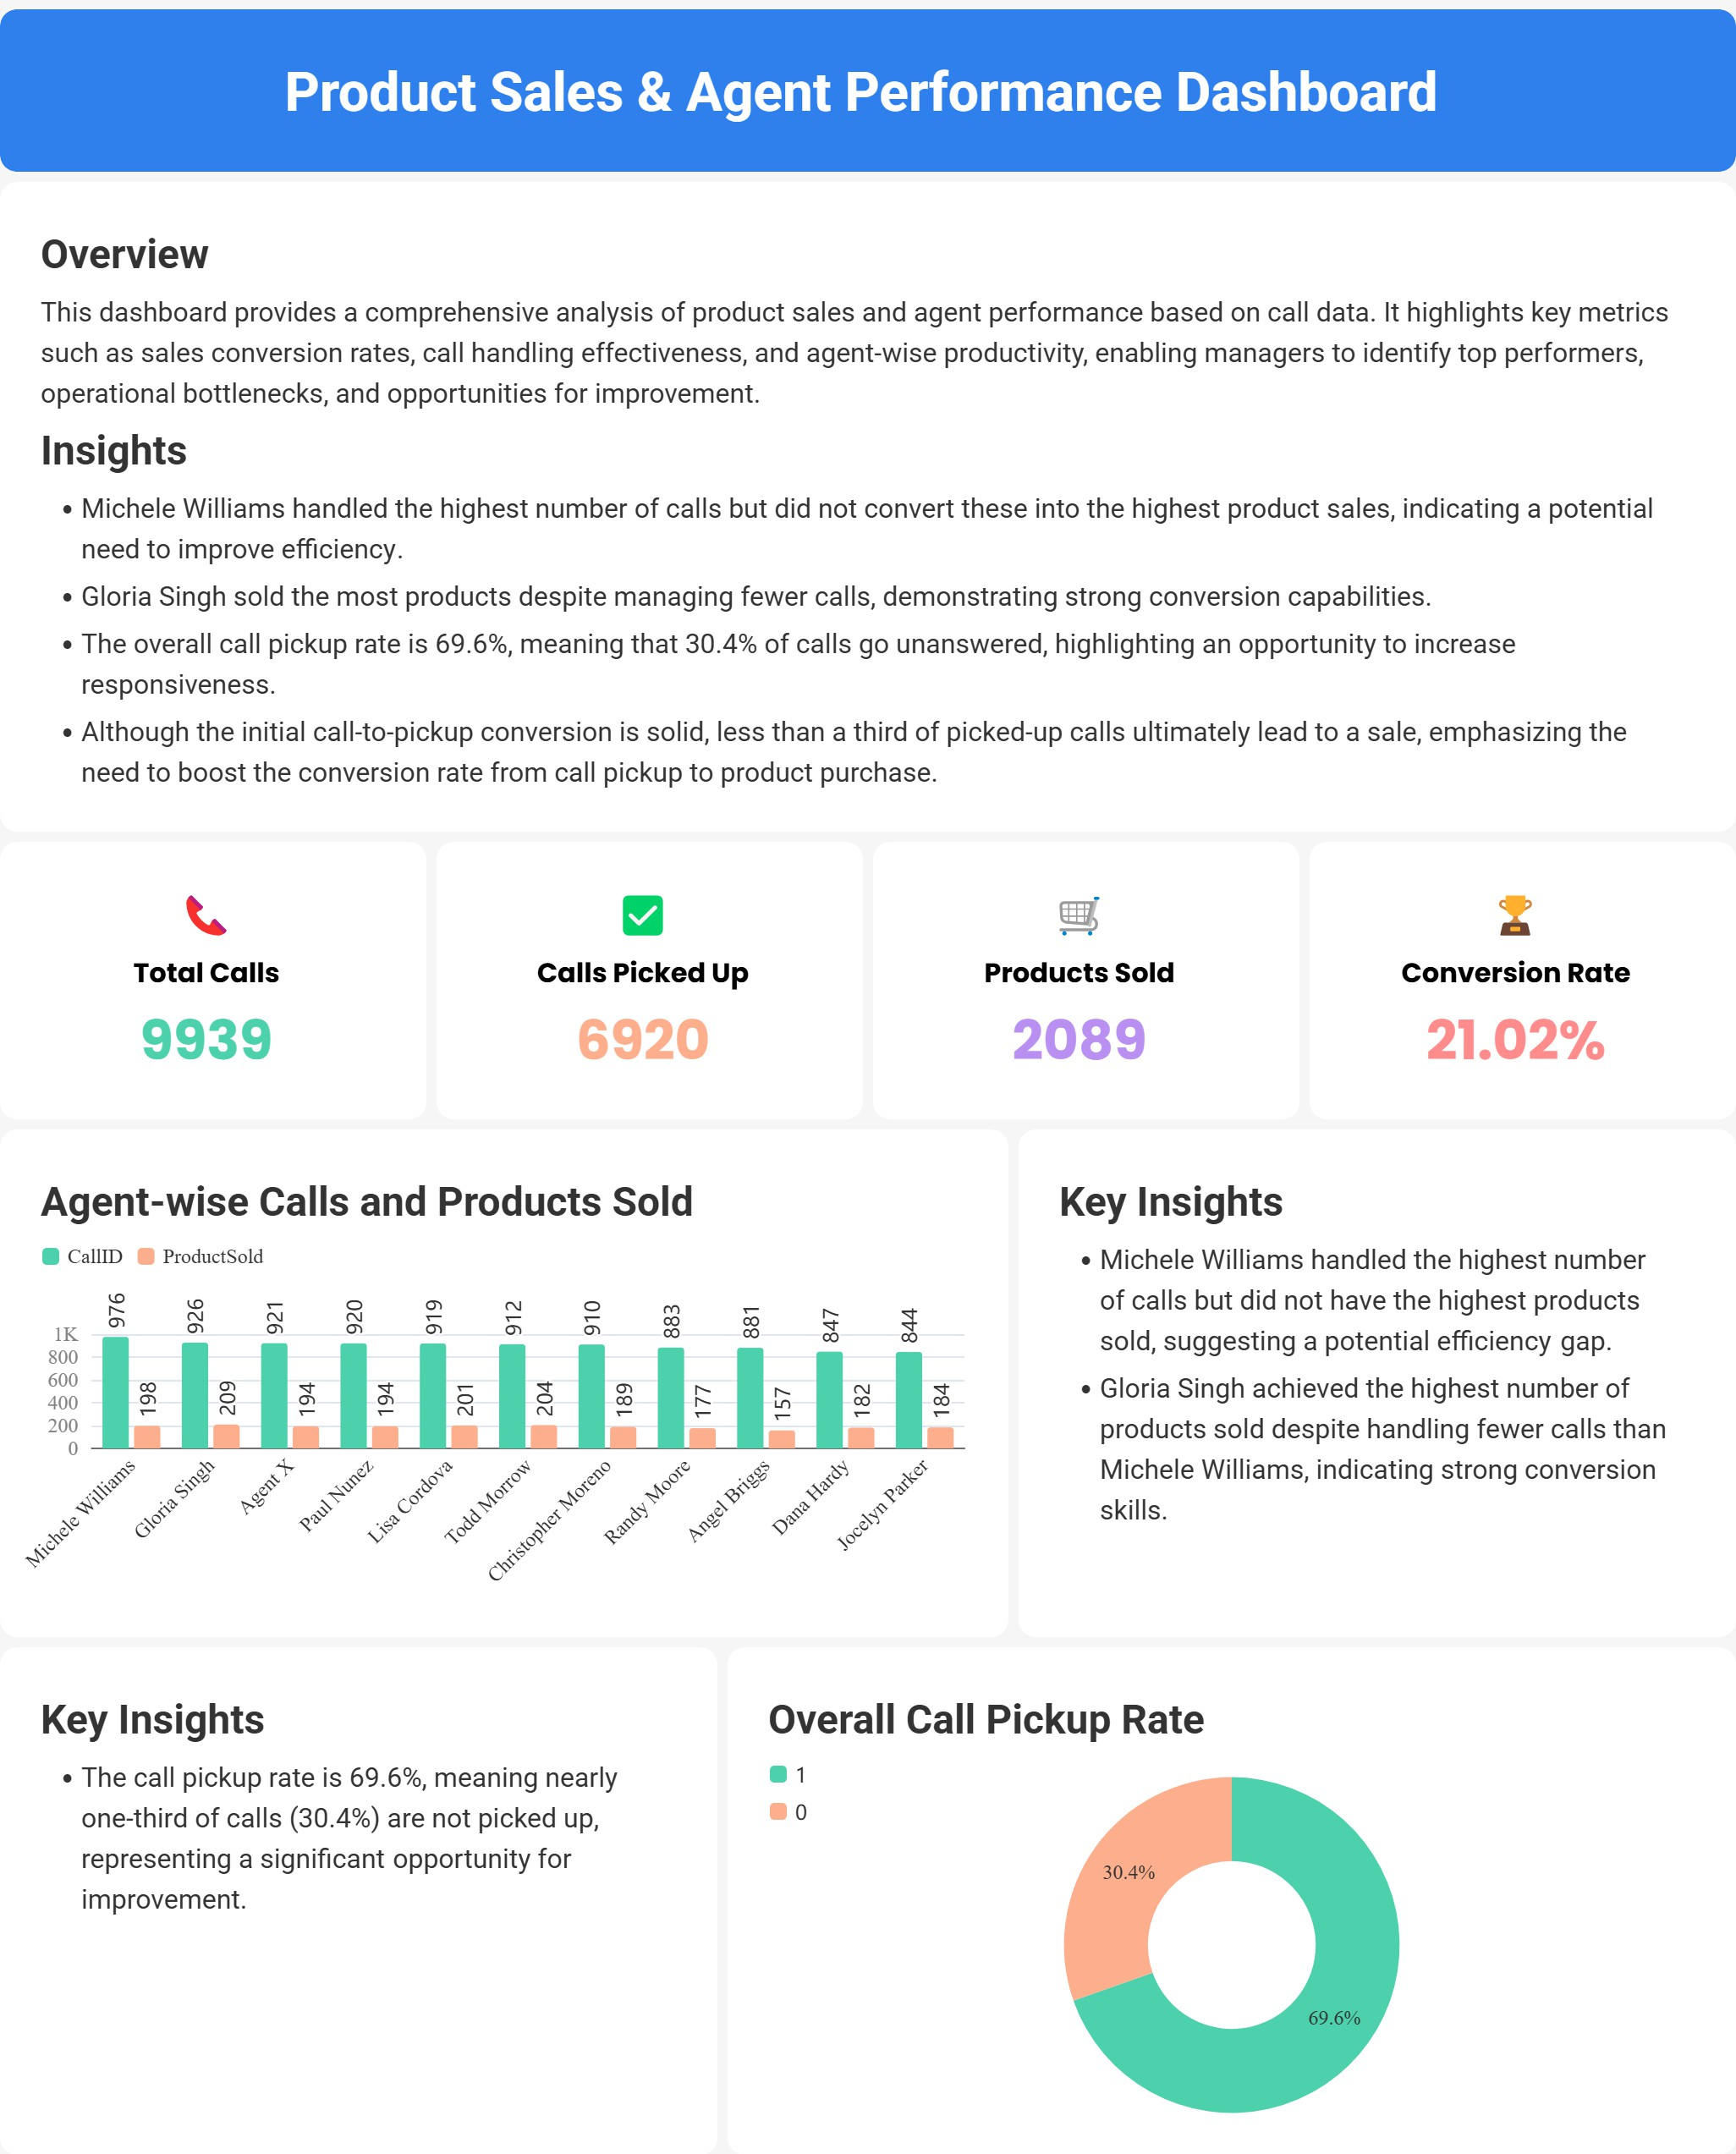 Product Sales & Agent Performance Dashboard
Overview
This dashboard provides a comprehensive analysis of product sales and agent performance based on call data. It highlights key metrics
such as sales conversion rates, call handling effectiveness, and agent-wise productivity, enabling managers to identify top performers,
operational bottlenecks, and opportunities for improvement.
Insights
• Michele Williams handled the highest number of calls but did not convert these into the highest product sales, indicating a potential
need to improve efficiency.
• Gloria Singh sold the most products despite managing fewer calls, demonstrating strong conversion capabilities.
• The overall call pickup rate is 69.6%, meaning that 30.4% of calls go unanswered, highlighting an opportunity to increase
responsiveness.
• Although the initial call-to-pickup conversion is solid, less than a third of picked-up calls ultimately lead to a sale, emphasizing the
need to boost the conversion rate from call pickup to product purchase.
Total Calls
9939
Calls Picked Up
6920
Products Sold
2089
Conversion Rate
21.02%
Agent-wise Calls and Products Sold
CallID ProductSold
1K
800
600
400
200
0
976
198
926
209
921
194
920
194
919
201
912
204
910
189
883
177
881
157
847
182
844
184
Michele Williams
Gloria Singh
Agent X
Paul Nunez
Lisa Cordova
Todd Morrow
Christopher Moreno
Randy Moore
Angel Briggs
Dana Hardy
Jocelyn Parker
Key Insights
• Michele Williams handled the highest number
of calls but did not have the highest products
sold, suggesting a potential efficiency gap.
• Gloria Singh achieved the highest number of
products sold despite handling fewer calls than
Michele Williams, indicating strong conversion
skills.
Key Insights
• The call pickup rate is 69.6%, meaning nearly
one-third of calls (30.4%) are not picked up,
representing a significant opportunity for
improvement.
Overall Call Pickup Rate
1
0
30.4%
69.6%